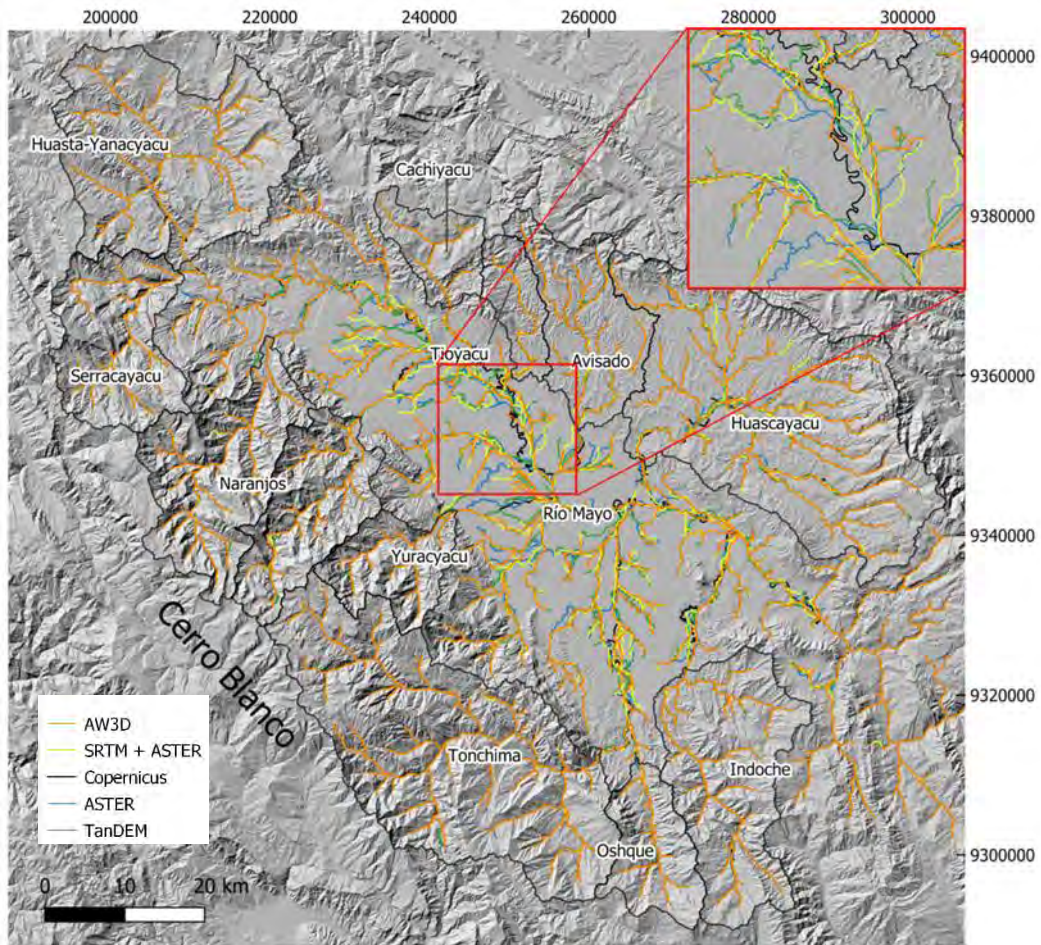 200000 220000 240000 260000 280000 300000
9400000
Huasta-Yanacyacu
Cachiyacu
9380000
Tioyacu
Avisado
9360000
Serracayacu
Huascayacu
Naranjos
Río Mayo
9340000
Yuracyacu
Cerro Blanco
9320000
AW3D
SRTM + ASTER
Copernicus
ASTER
TanDEM
Tonchima
Indoche
Oshque
9300000
0 10 20 km